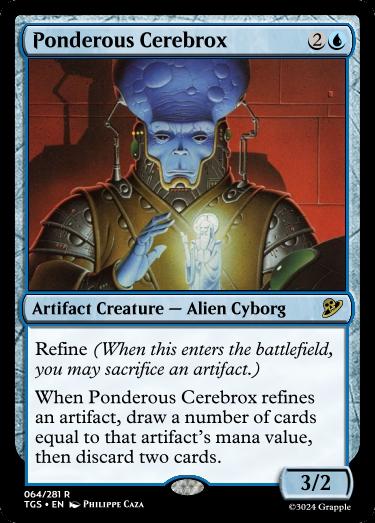 Ponderous Cerebrox 2
Artifact Creature — Alien Cyborg
Refine (When this enters the battlefield,
you may sacrifice an artifact.)
When Ponderous Cerebrox refines
an artifact, draw a number of cards
equal to that artifact’s mana value,
then discard two cards.
3/2
064/281 R
TGS • EN Philippe Caza
©3024 Grapple